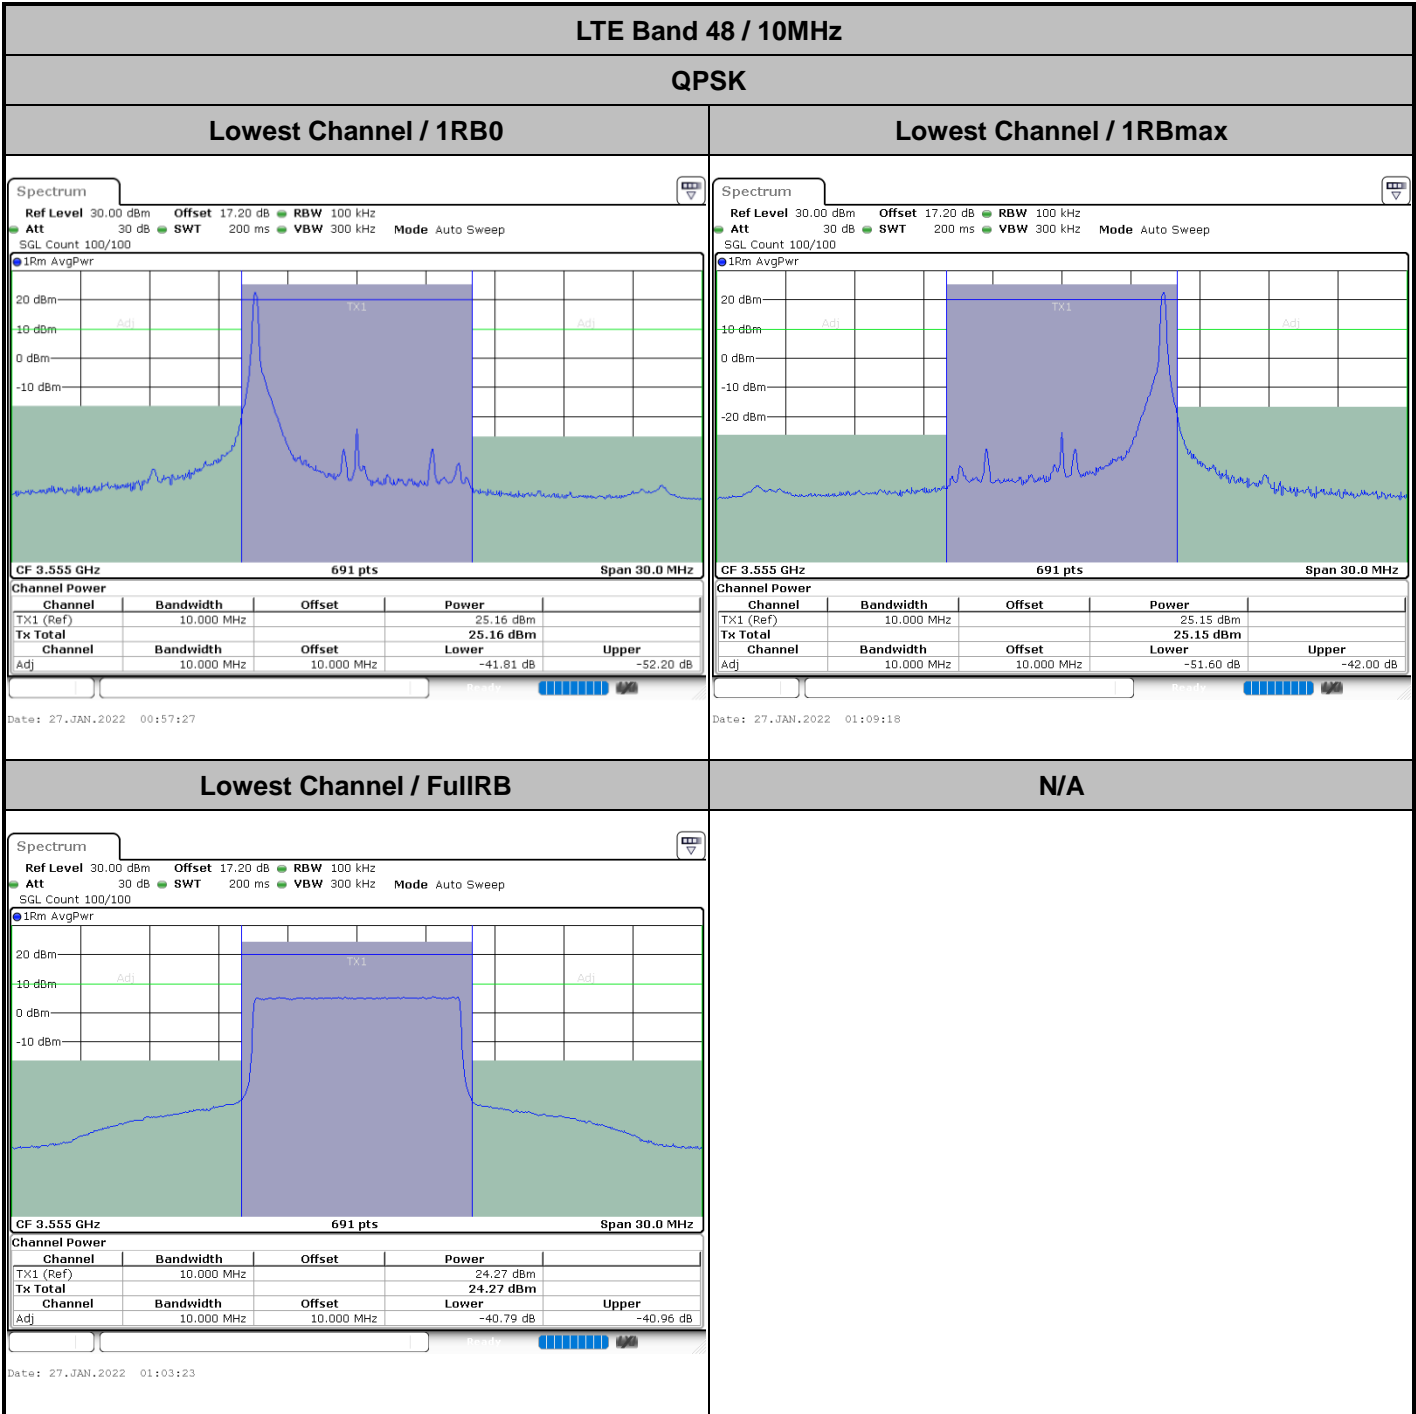 LTE Band 48 / 10MHz
QPSK
Lowest Channel / 1RB0
Lowest Channel / 1RBmax
Spectrum
Ref Level 30.00 dBm Offset 17.20 dB RBW 100 kHz
Att 30 dB SWT 200 ms VBW 300 kHz Mode Auto Sweep
SGL Count 100/100
1Rm AvgPwr
TX1
20 dBm
Adj
Adj
10 dBm
0 dBm
-10 dBm
CF 3.555 GHz 691 pts Span 30.0 MHz
Channel Power
Channel Bandwidth Offset Power
TX1 (Ref) 10.000 MHz 25.16 dBm
Tx Total 25.16 dBm
Channel Bandwidth Offset Lower Upper
Adj 10.000 MHz 10.000 MHz -41.81 dB -52.20 dB
Ready
Date: 27.JAN.2022 00:57:27
Spectrum
Ref Level 30.00 dBm Offset 17.20 dB RBW 100 kHz
Att 30 dB SWT 200 ms VBW 300 kHz Mode Auto Sweep
SGL Count 100/100
1Rm AvgPwr
20 dBm
TX1
Adj
Adj
10 dBm
0 dBm
-10 dBm
-20 dBm
CF 3.555 GHz 691 pts Span 30.0 MHz
Channel Power
Channel Bandwidth Offset Power
TX1 (Ref) 10.000 MHz 25.15 dBm
Tx Total 25.15 dBm
Channel Bandwidth Offset Lower Upper
Adj 10.000 MHz 10.000 MHz -51.60 dB -42.00 dB
Ready
Date: 27.JAN.2022 01:09:18
Lowest Channel / FullRB
N/A
Spectrum
Ref Level 30.00 dBm Offset 17.20 dB RBW 100 kHz
Att 30 dB SWT 200 ms VBW 300 kHz Mode Auto Sweep
SGL Count 100/100
1Rm AvgPwr
20 dBm
TX1
Adj
Adj
10 dBm
0 dBm
-10 dBm
CF 3.555 GHz 691 pts Span 30.0 MHz
Channel Power
Channel Bandwidth Offset Power
TX1 (Ref) 10.000 MHz 24.27 dBm
Tx Total 24.27 dBm
Channel Bandwidth Offset Lower Upper
Adj 10.000 MHz 10.000 MHz -40.79 dB -40.96 dB
Ready
Date: 27.JAN.2022 01:03:23